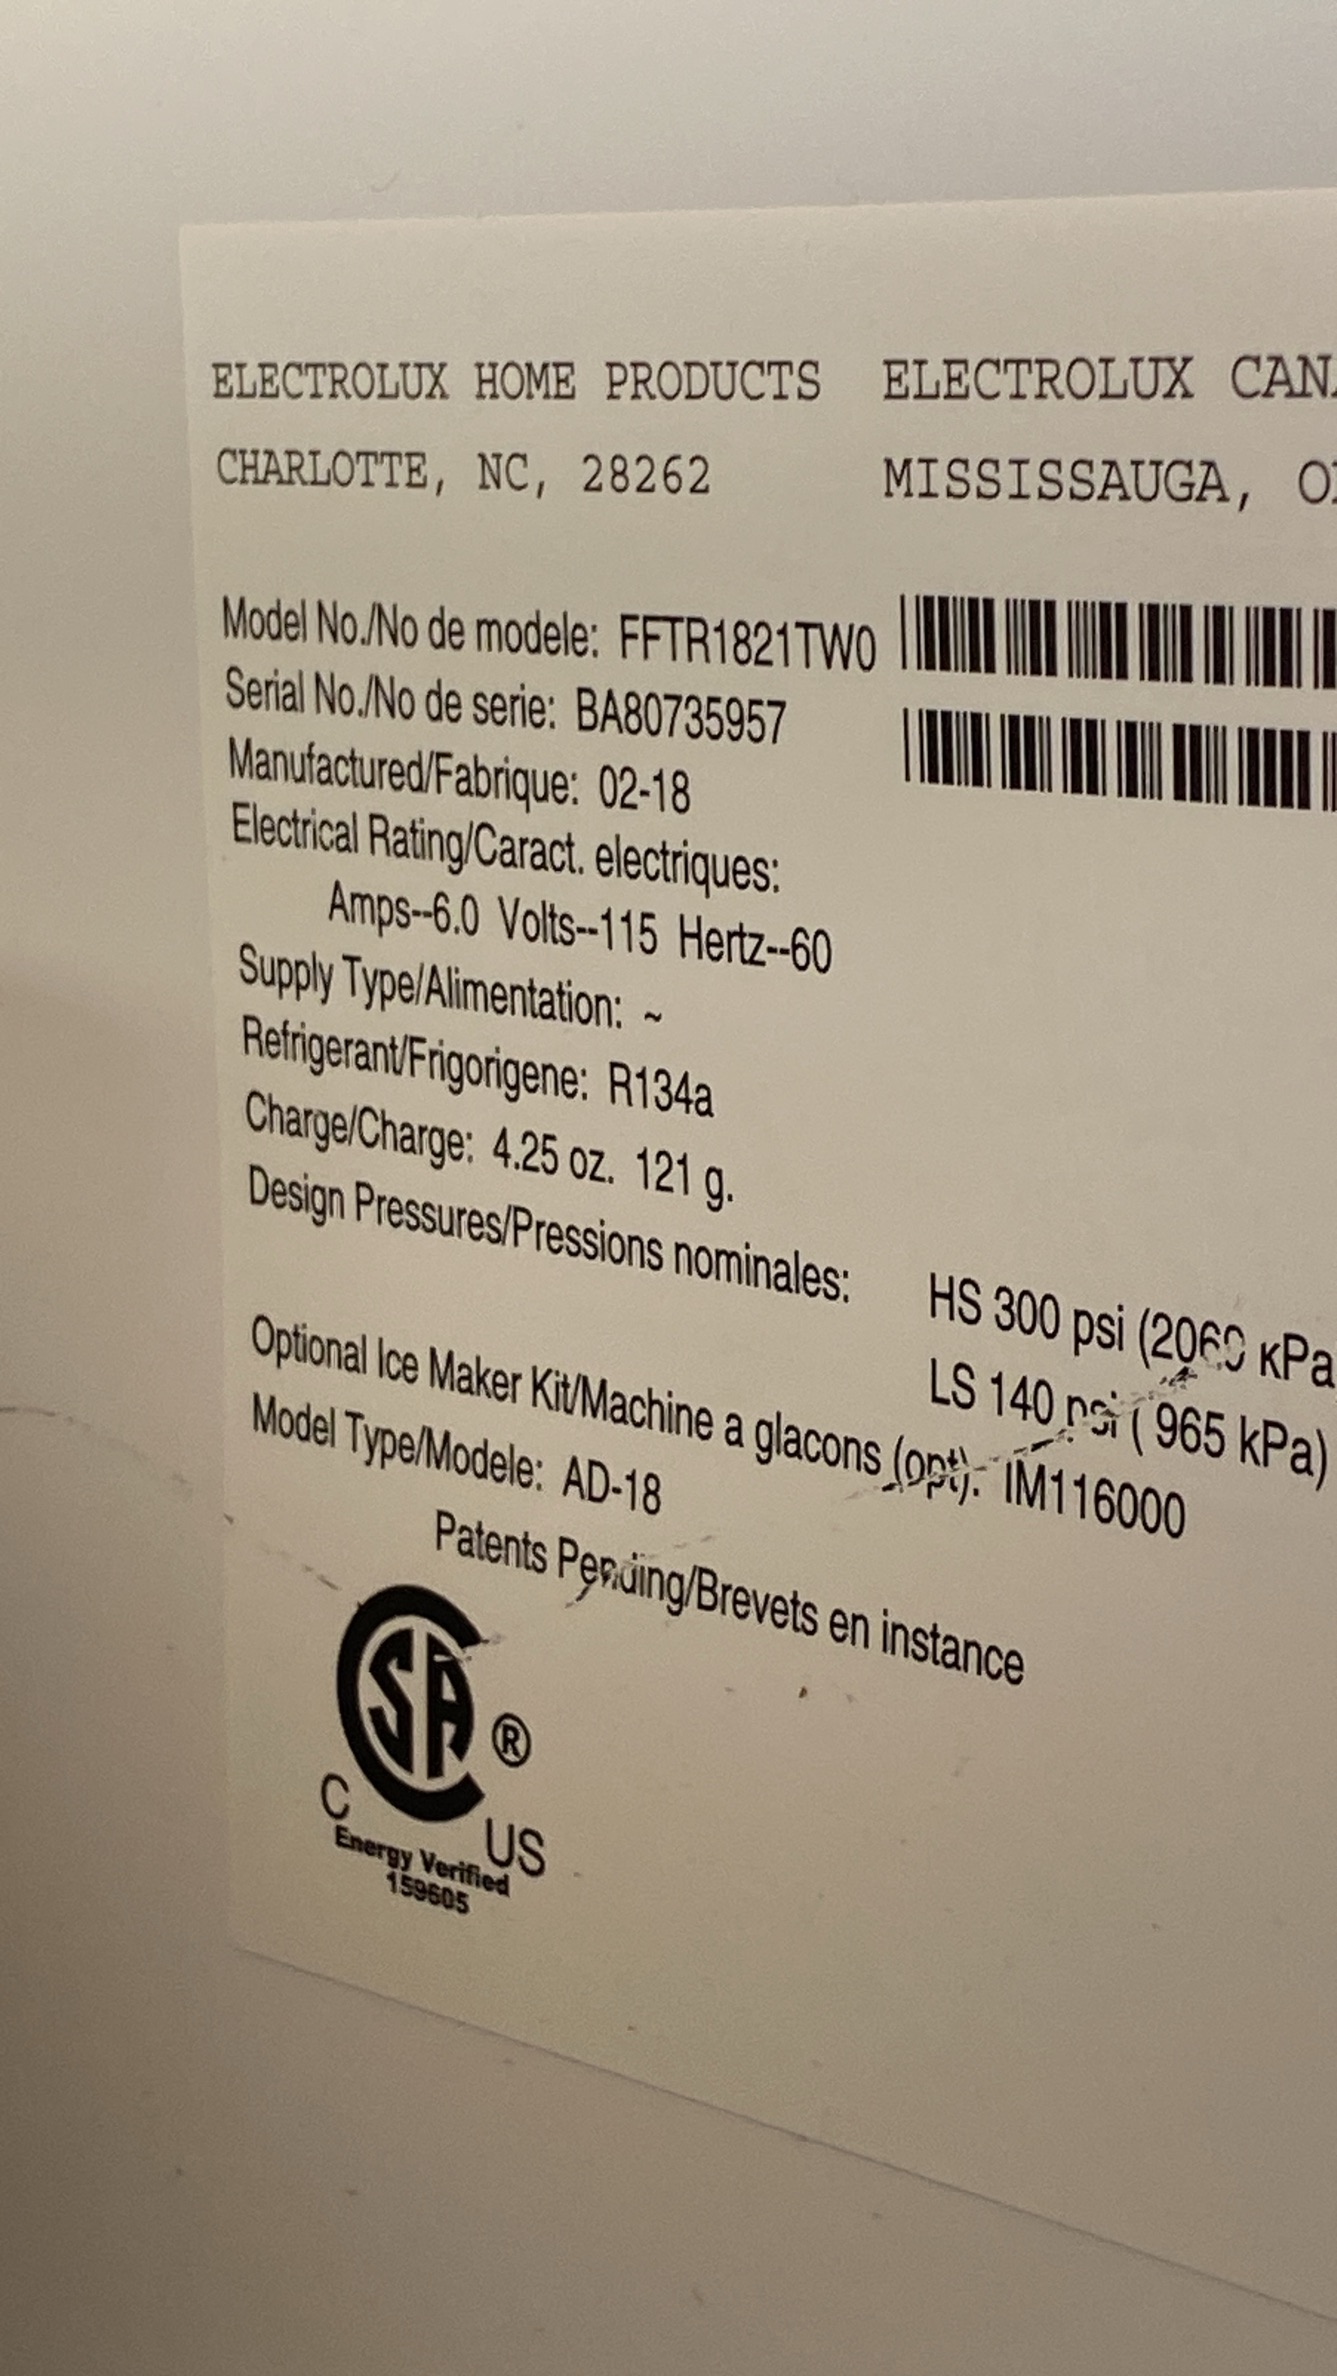 ELECTROLUX HOME PRODUCTS ELECTROLUX
CHARLOTTE, NC, 28262 MISSISSAUGA,
Model No./No de modele: FFTR1821TW0
Serial No./No de serie: BA80735957
Manufactured/Fabrique: 02-18
Electrical Rating/Caract. electriques:
Amps--6.0 Volts--115 Hertz--60
Supply Type/Alimentation: ~
Refrigerant/Frigorigene: R134a
Charge/Charge: 4.25 oz. 121 g.
Design Pressures/Pressions nominales: HS 300 psi (2069 kPa
LS 140 psi ( 965 kPa)
Optional Ice Maker Kit/Machine a glacons (opt). IM116000
Model Type/Modele: AD-18
Patents Pending/Brevets en instance
SA ®
C US
Energy Verified
159605